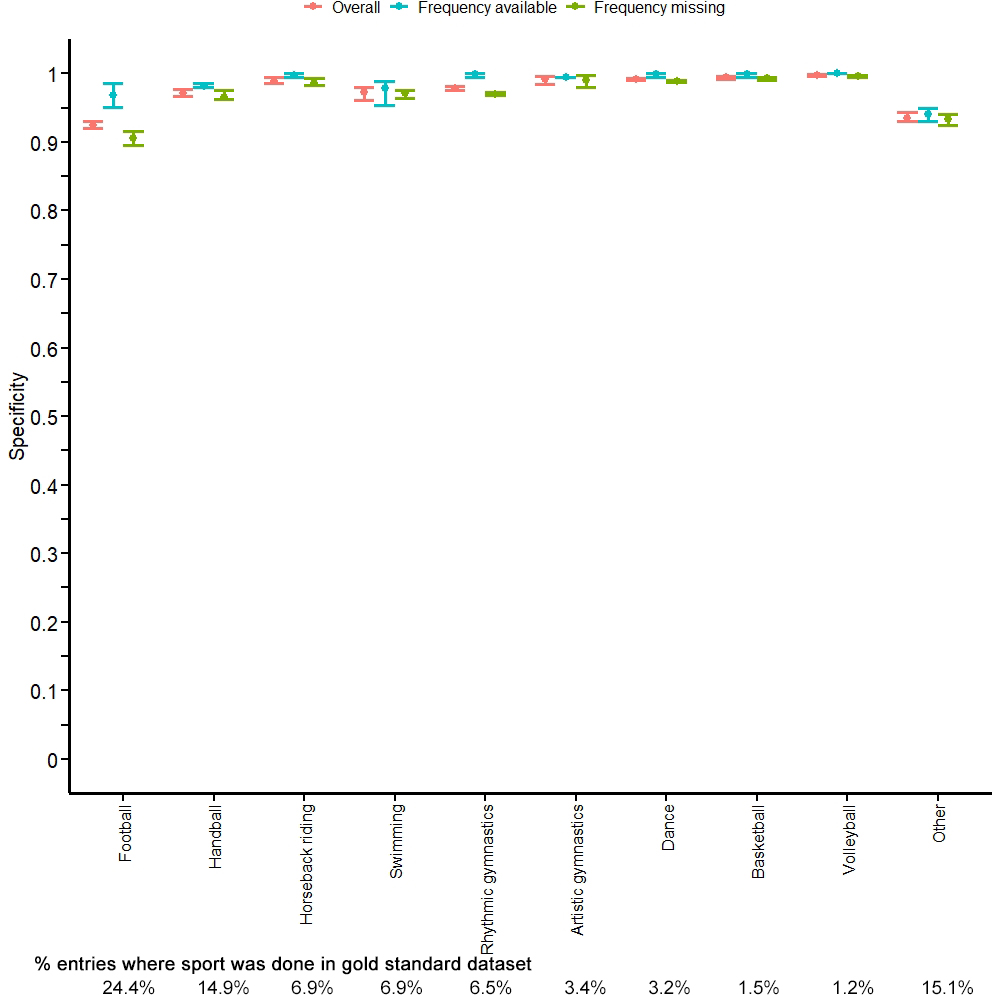 Overall Frequency available Frequency missing
1
0.9
0.8
0.7
0.6
0.5
0.4
0.3
0.2
0.1
0
Specificity
Football
Handball
Horseback riding
Swimming
Rhythmic gymnastics
Artistic gymnastics
Dance
Basketball
Volleyball
Other
% entries where sport was done in gold standard dataset
24.4% 14.9% 6.9% 6.9% 6.5% 3.4% 3.2% 1.5% 1.2% 15.1%